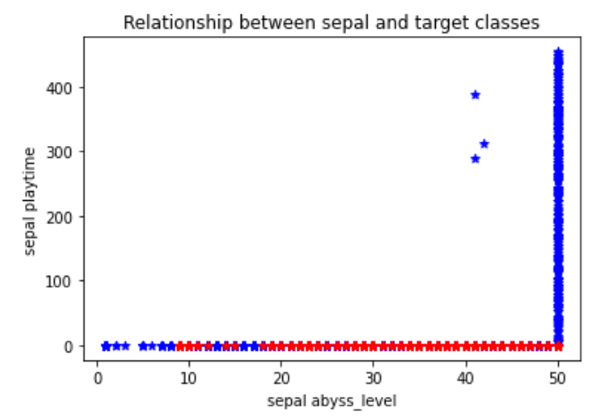 Relationship between sepal and target classes
400
300
200
100
0
sepal playtime
0 10 20 30 40 50
sepal abyss_level